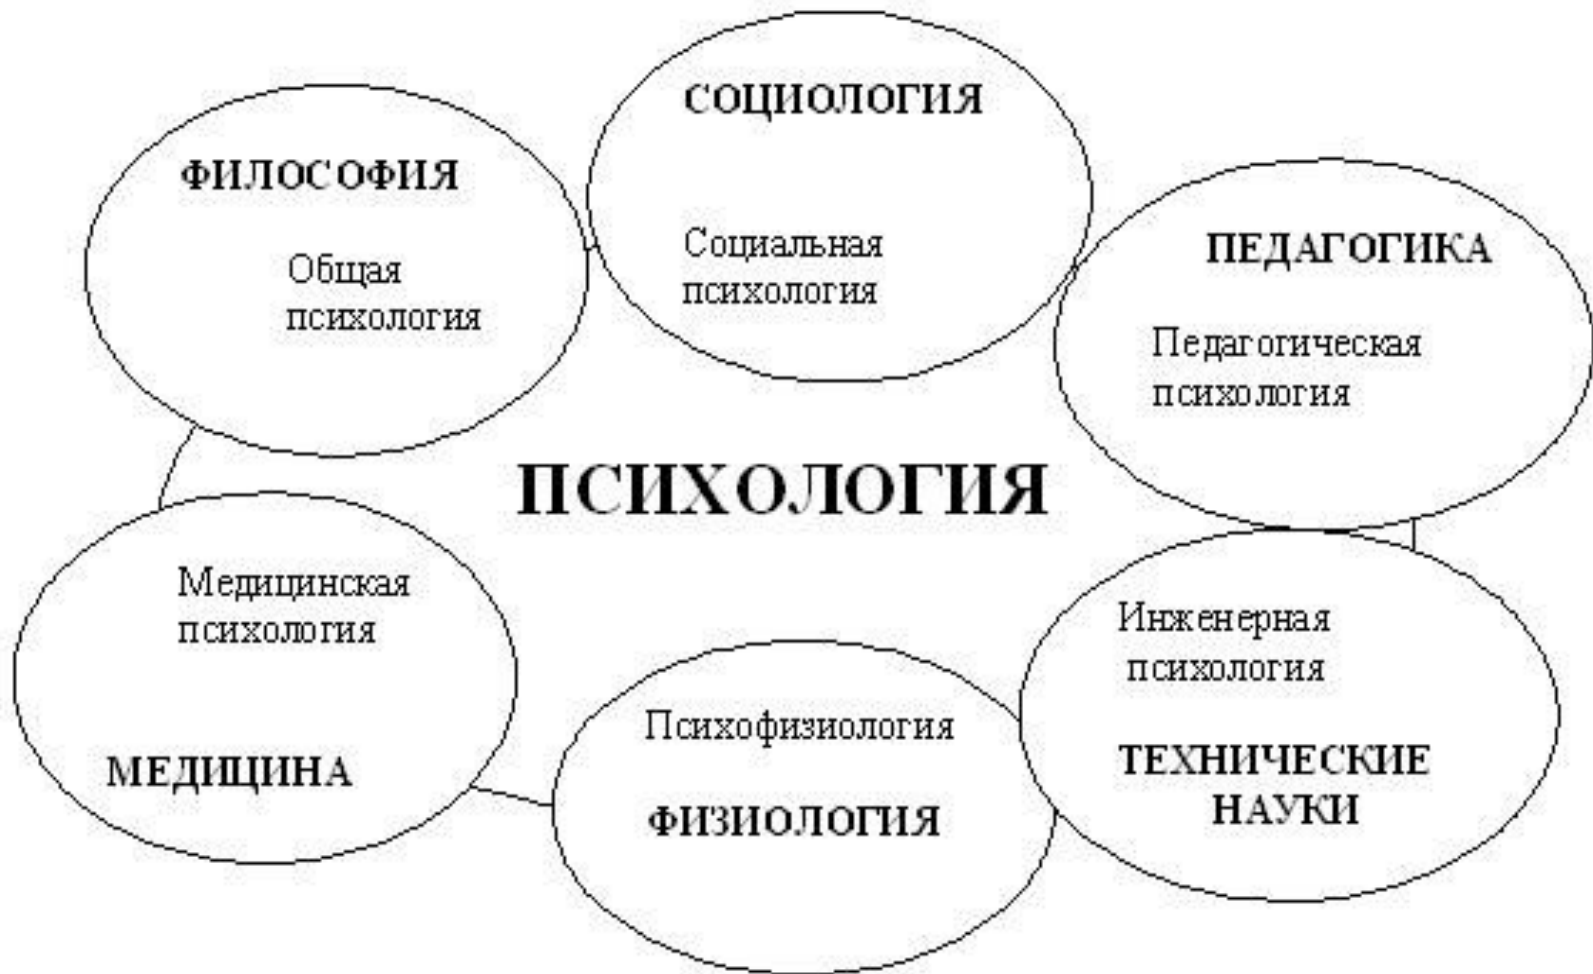 СОЦИОЛОГИЯ
Социальная
психология
ФИЛОСОФИЯ
Общая
психология
ПЕДАГОГИКА
Педагогическая
психология
ПСИХОЛОГИЯ
Медицинская
психология
МЕДИЦИНА
Психофизиология
ФИЗИОЛОГИЯ
Инженерная
психология
ТЕХНИЧЕСКИЕ
НАУКИ